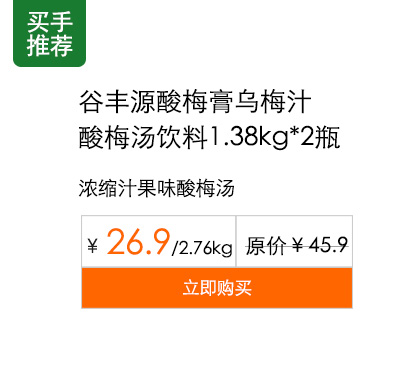 买手
推荐
谷丰源酸梅膏乌梅汁
酸梅汤饮料1.38kg*2瓶
浓缩汁果味酸梅汤
¥ 26.9/2.76kg 原价¥45.9
立即购买